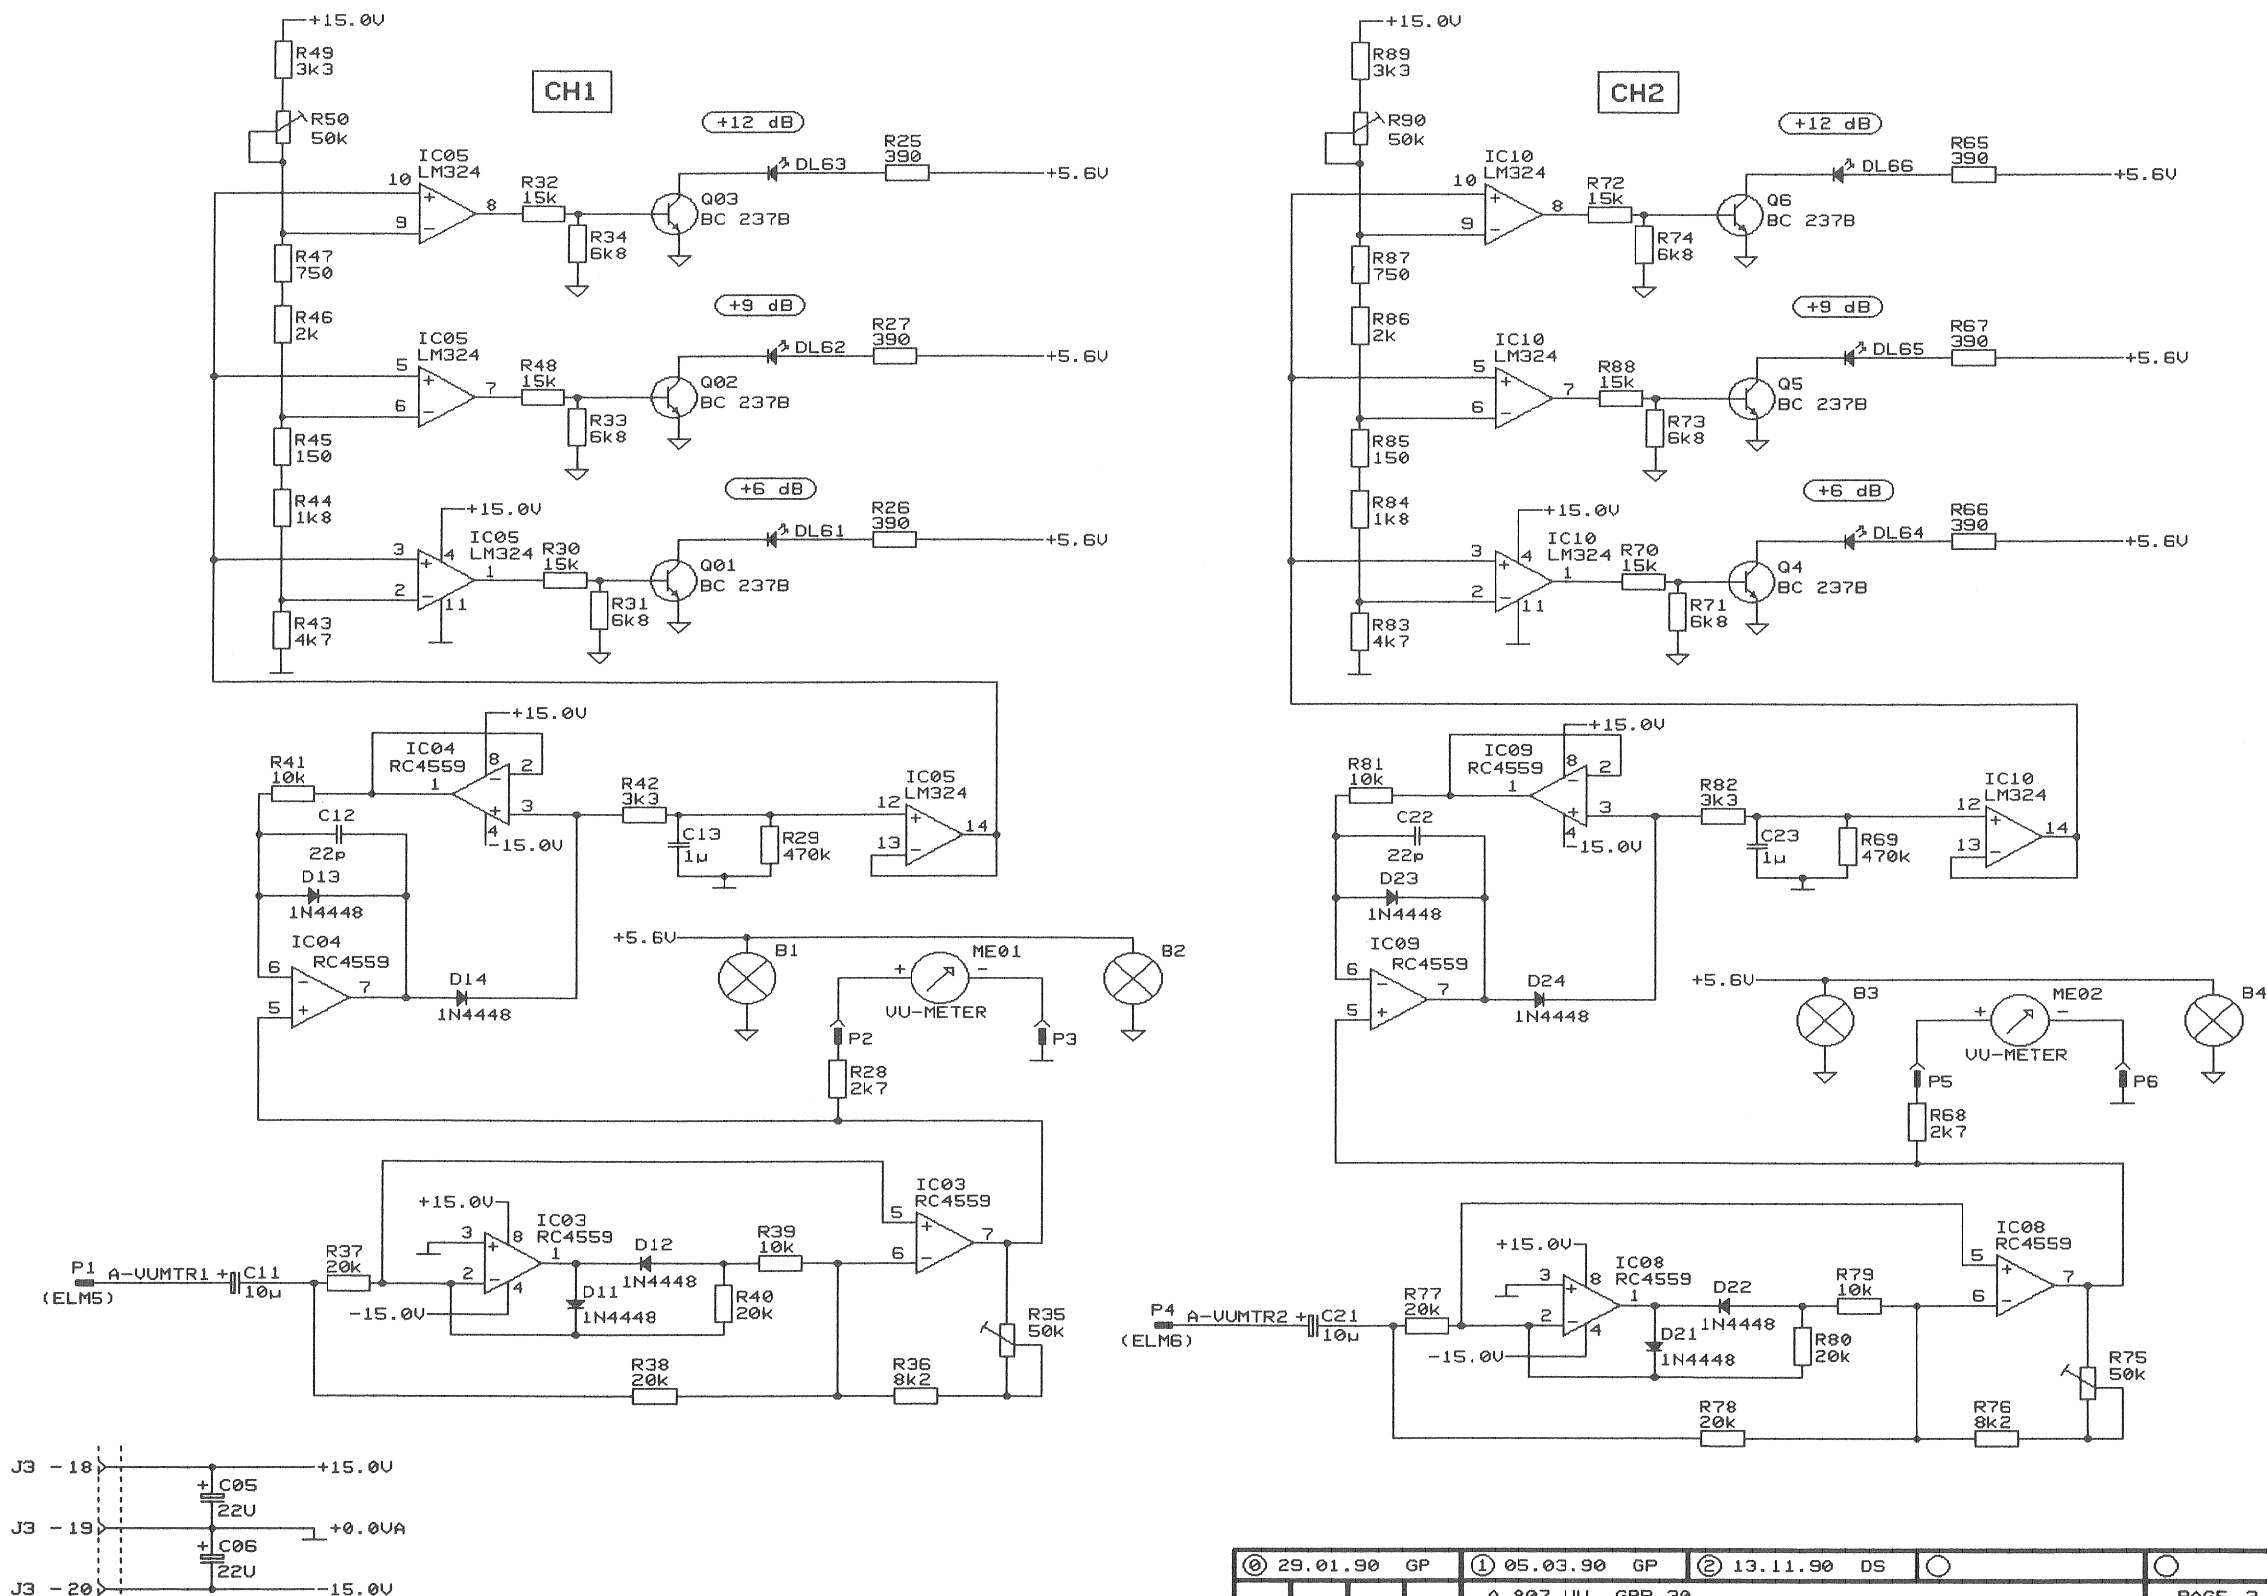 +15.0V
R49
3k3
CH1
R50
50k
+12 dB
IC05
LM324
10
9
8
R32
15k
R34
6k8
Q03
BC 237B
DL63
R25
390
+5.6V
R47
750
R46
2k
+9 dB
IC05
LM324
5
6
7
R48
15k
R33
6k8
Q02
BC 237B
DL62
R27
390
+5.6V
R45
150
R44
1k8
+6 dB
+15.0V
IC05
LM324
3
2
4
11
1
R30
15k
R31
6k8
Q01
BC 237B
DL61
R26
390
+5.6V
R43
4k7
+15.0V
IC04
RC4559
8
2
1
3
4
-15.0V
R41
10k
C12
22p
D13
1N4448
IC04
RC4559
6
5
7
D14
1N4448
R42
3k3
C13
1µ
R29
470k
IC05
LM324
12
13
14
+5.6V
B1
ME01
+
-
VU-METER
B2
P2
P3
R28
2k7
P1
(ELM5)
A-VUMTR1
+
C11
10µ
R37
20k
+15.0V
3
2
8
4
-15.0V
IC03
RC4559
1
D12
1N4448
D11
1N4448
R39
10k
R40
20k
IC03
RC4559
5
6
7
R35
50k
R38
20k
R36
8k2
J3 -18
+15.0V
+ C05
22U
J3 -19
+0.0VA
+ C06
22U
J3 -20
-15.0V
+15.0V
R89
3k3
CH2
R90
50k
+12 dB
IC10
LM324
10
9
8
R72
15k
R74
6k8
Q6
BC 237B
DL66
R65
390
+5.6V
R87
750
R86
2k
+9 dB
IC10
LM324
5
6
7
R88
15k
R73
6k8
Q5
BC 237B
DL65
R67
390
+5.6V
R85
150
R84
1k8
+6 dB
+15.0V
IC10
LM324
3
2
4
11
1
R70
15k
R71
6k8
Q4
BC 237B
DL64
R66
390
+5.6V
R83
4k7
+15.0V
IC09
RC4559
8
2
1
3
4
-15.0V
R81
10k
C22
22p
D23
1N4448
IC09
RC4559
6
5
7
D24
1N4448
R82
3k3
C23
1µ
R69
470k
IC10
LM324
12
13
14
+5.6V
B3
ME02
+
-
VU-METER
B4
P5
P6
R68
2k7
P4
(ELM6)
A-VUMTR2
+
C21
10µ
R77
20k
+15.0V
3
2
8
4
-15.0V
IC08
RC4559
1
D22
1N4448
D21
1N4448
R79
10k
R80
20k
IC08
RC4559
5
6
7
R75
50k
R78
20k
R76
8k2
0 29.01.90 GP
1 05.03.90 GP
2 13.11.90 DS